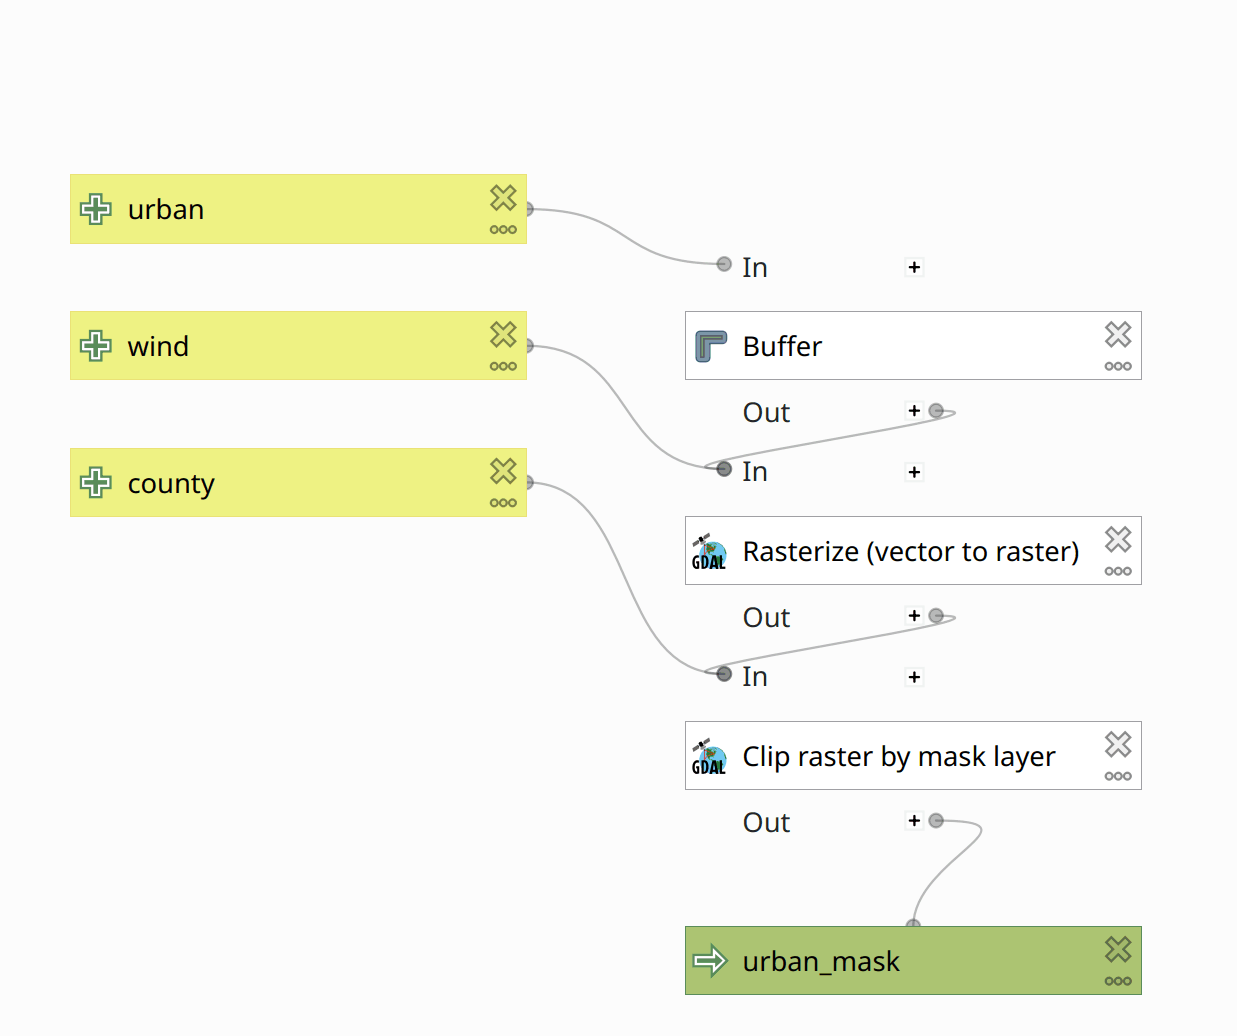 urban
In
wind
Buffer
Out
In
county
Rasterize (vector to raster)
GDAL
Out
In
Clip raster by mask layer
GDAL
Out
urban_mask